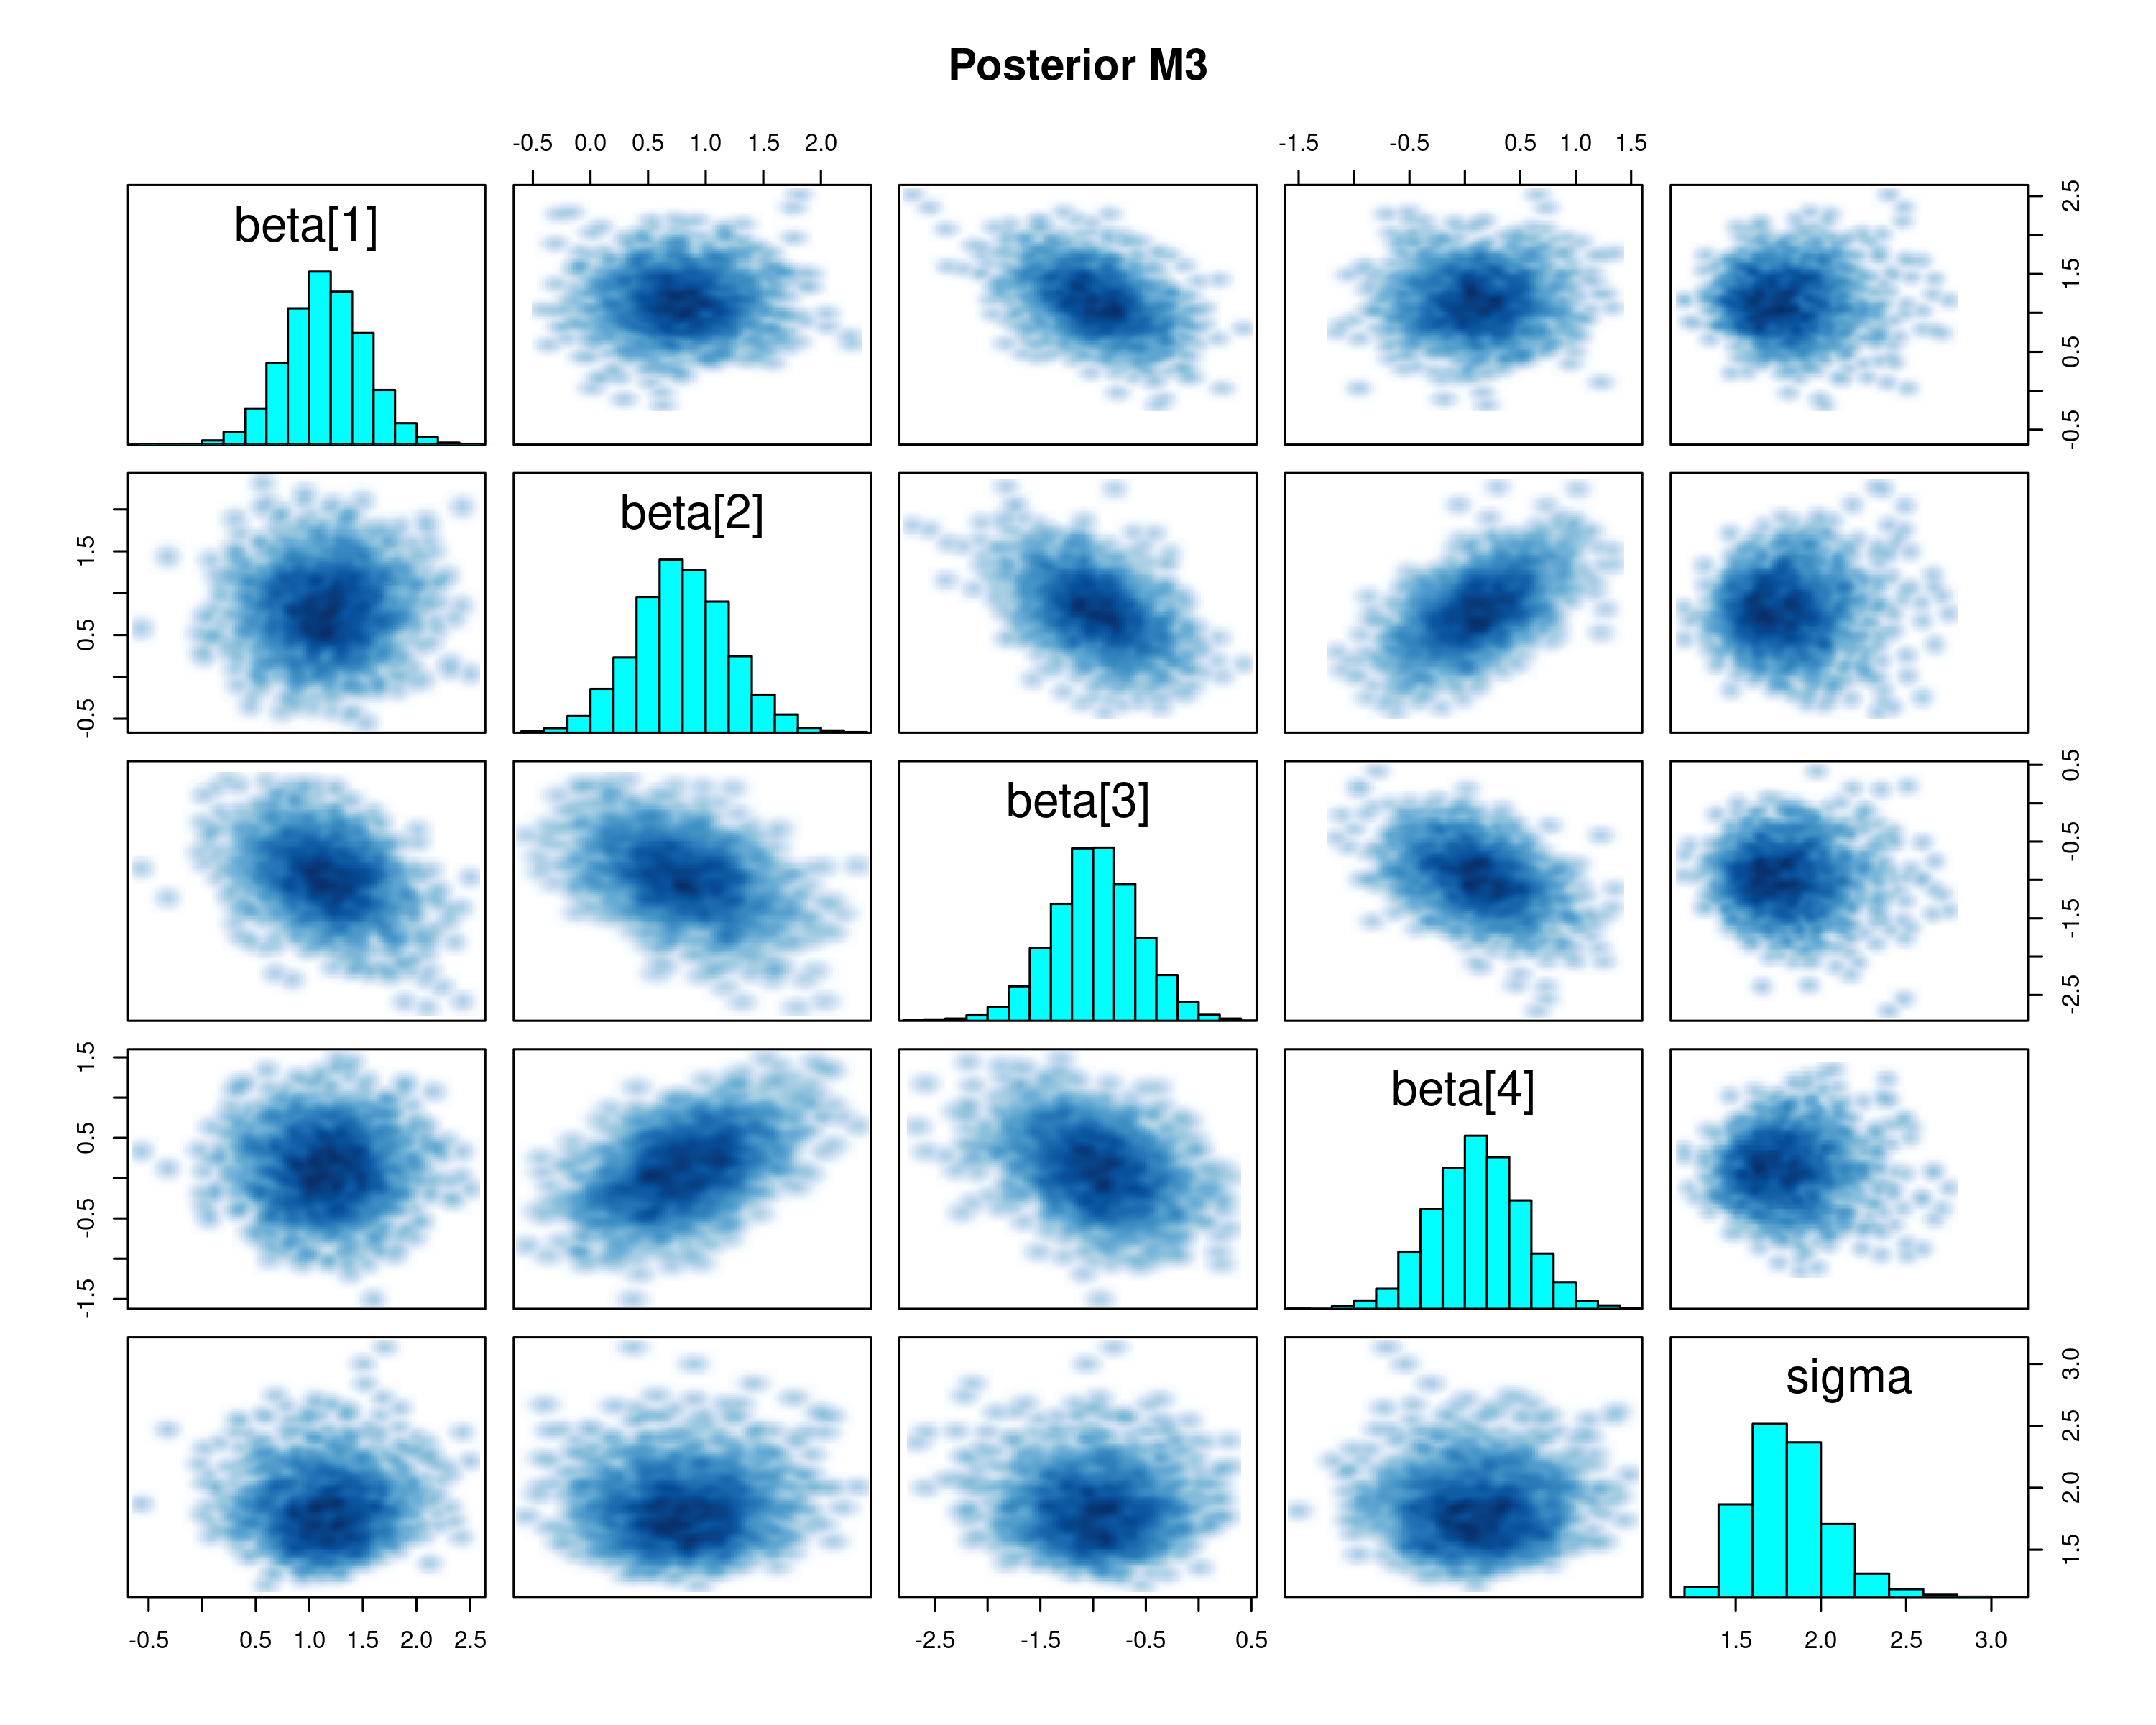 Posterior M3
-0.5 0.0 0.5 1.0 1.5 2.0
-1.5 -0.5 0.5 1.0 1.5
beta[1]
-0.5 0.5 1.5 2.5
beta[2]
-0.5 0.5 1.5
beta[3]
-2.5 -1.5 -0.5 0.5
beta[4]
-1.5 -0.5 0.5 1.5
sigma
1.5 2.0 2.5 3.0
-0.5 0.5 1.0 1.5 2.0 2.5
-2.5 -1.5 -0.5 0.5
1.5 2.0 2.5 3.0